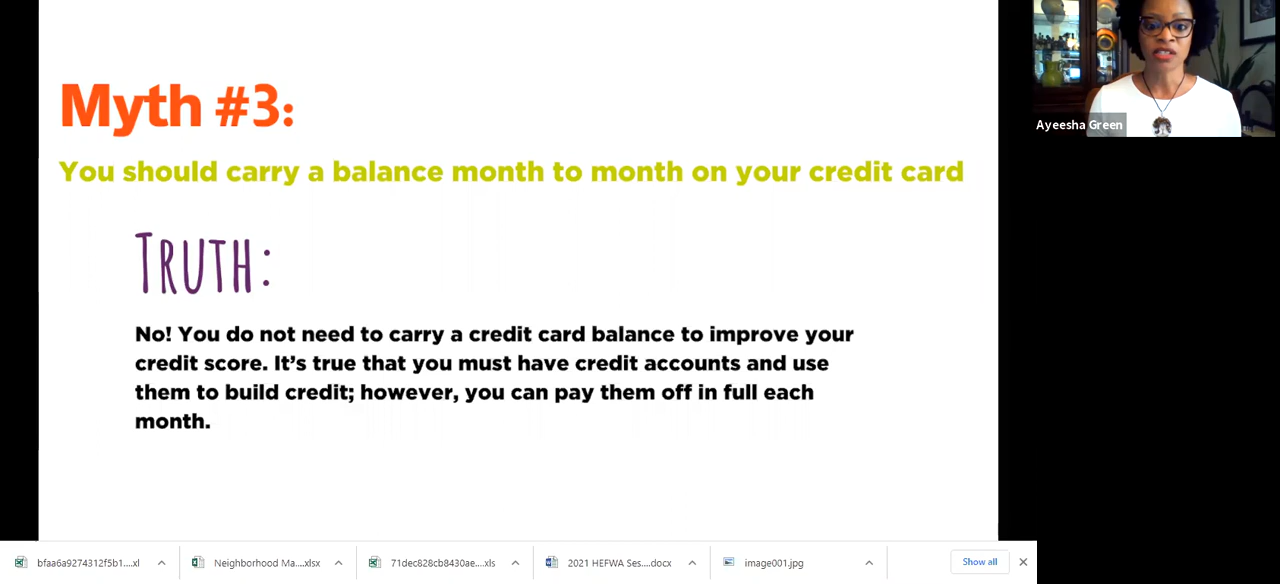 Myth #3:
You should carry a balance month to month on your credit card
TRUTH:
No! You do not need to carry a credit card balance to improve your
credit score. It's true that you must have credit accounts and use
them to build credit; however, you can pay them off in full each
month.
Ayeesha Green
bfaa6a9274312f5b1....xl
Neighborhood Ma....xlsx
71dec828cb8430ae....xls
2021 HEFWA Ses....docx
image001.jpg
Show all